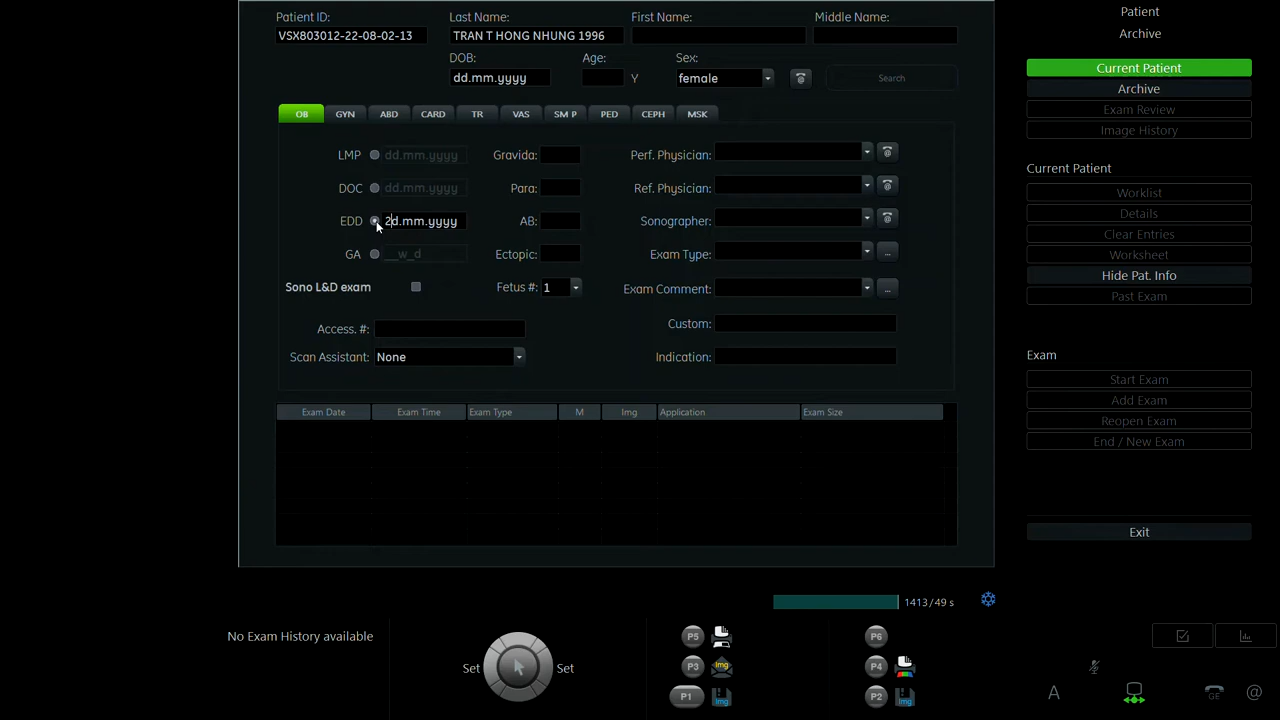 Patient ID:
Last Name:
First Name:
Middle Name:
VSX803012-22-08-02-13
TRAN T HONG NHUNG 1996
DOB:
Age:
Sex:
dd.mm.yyyy
Y
female
Search
OB
GYN
ABD
CARD
TR
VAS
SM P
PED
CEPH
MSK
LMP
dd.mm.yyyy
Gravida:
Perf. Physician:
DOC
dd.mm.yyyy
Para:
Ref. Physician:
EDD
2d.mm.yyyy
AB:
Sonographer:
GA
__w_d
Ectopic:
Exam Type:
...
Sono L&D exam
Fetus #:
1
Exam Comment:
...
Access. #:
Custom:
Scan Assistant:
None
Indication:
Exam Date
Exam Time
Exam Type
M
Img
Application
Exam Size
Patient
Archive
Current Patient
Archive
Exam Review
Image History
Current Patient
Worklist
Details
Clear Entries
Worksheet
Hide Pat. Info
Past Exam
Exam
Start Exam
Add Exam
Reopen Exam
End / New Exam
Exit
1413/49 s
No Exam History available
Set
Set
P5
P3
Img
P1
Img
P6
P4
P2
Img
A
GE
@